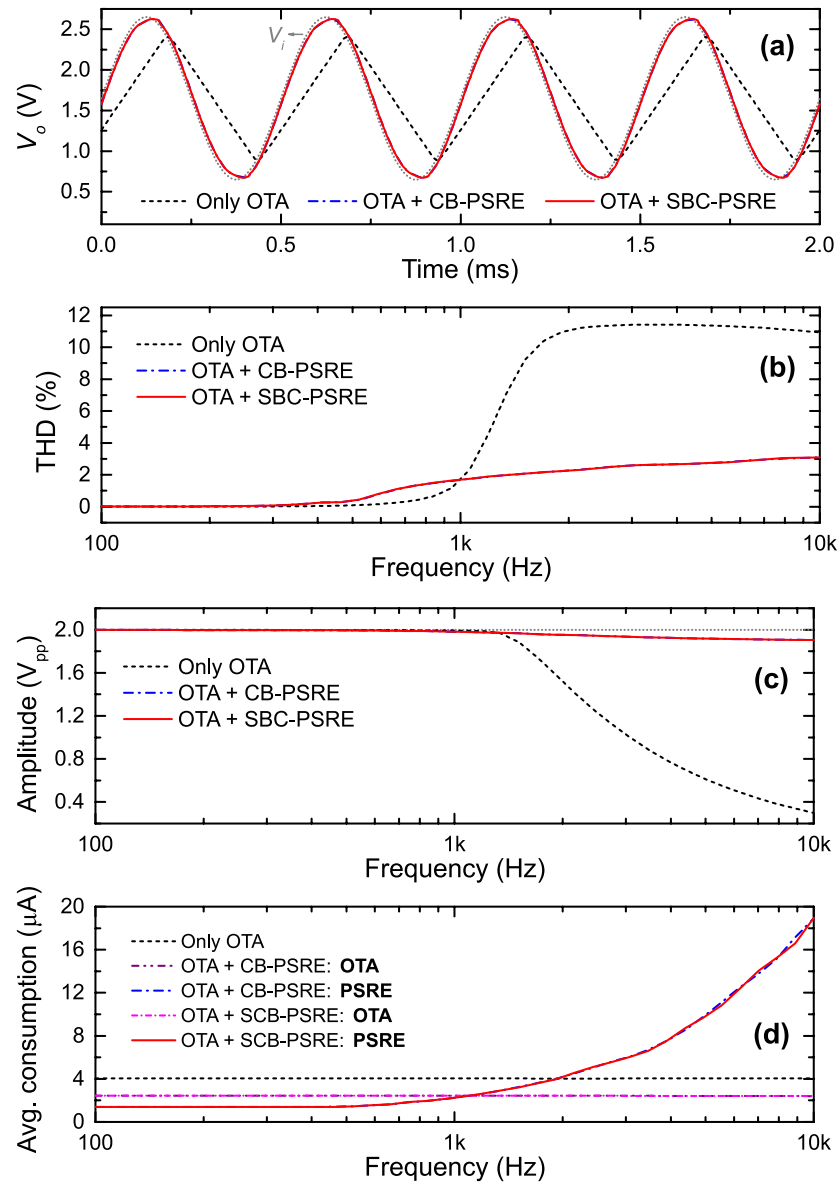 2.5
2.0
1.5
1.0
0.5
V_o (V)
V_i
(a)
Only OTA OTA + CB-PSRE OTA + SBC-PSRE
0.0 0.5 1.0 1.5 2.0
Time (ms)
12
10
8
6
4
2
0
THD (%)
Only OTA
OTA + CB-PSRE
OTA + SBC-PSRE
(b)
100 1k 10k
Frequency (Hz)
2.0
1.6
1.2
0.8
0.4
Amplitude (V_pp)
Only OTA
OTA + CB-PSRE
OTA + SBC-PSRE
(c)
100 1k 10k
Frequency (Hz)
20
16
12
8
4
0
Avg. consumption (μA)
Only OTA
OTA + CB-PSRE: OTA
OTA + CB-PSRE: PSRE
OTA + SCB-PSRE: OTA
OTA + SCB-PSRE: PSRE
(d)
100 1k 10k
Frequency (Hz)